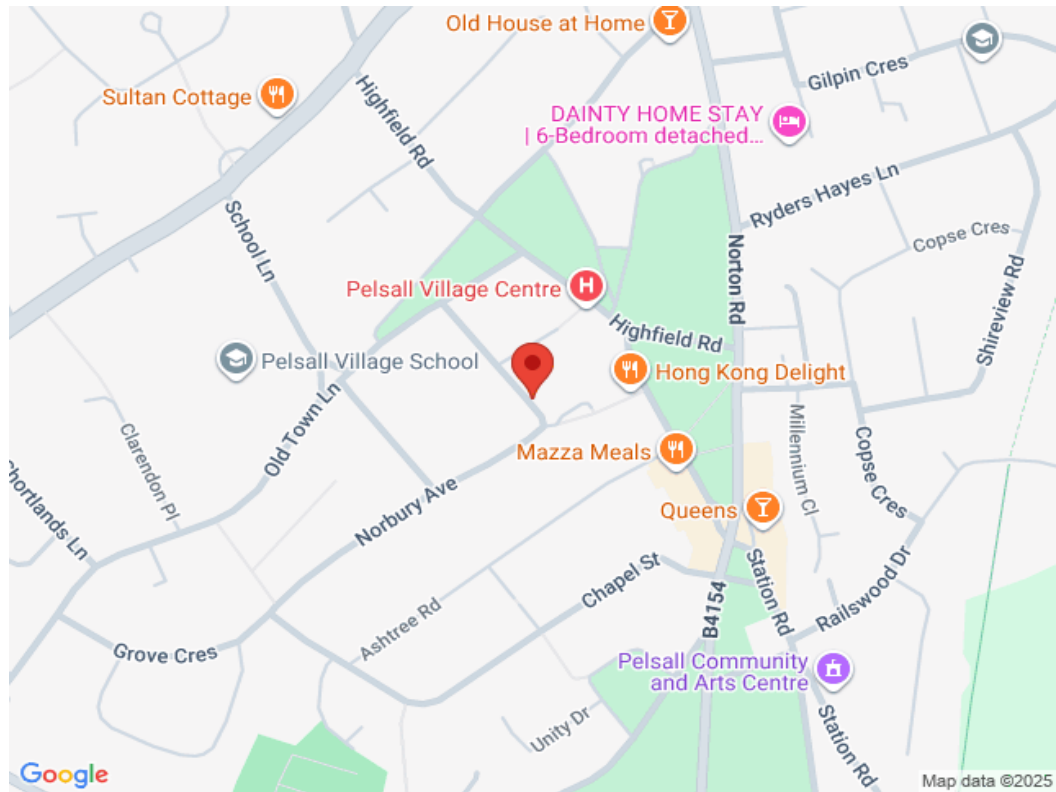 Old House at Home
Gilpin Cres
Sultan Cottage
Highfield Rd
DAINTY HOME STAY
| 6-Bedroom detached...
Ryders Hayes Ln
School Ln
Copse Cres
Norton Rd
Shireview Rd
Pelsall Village Centre
H
Highfield Rd
Pelsall Village School
Hong Kong Delight
Old Town Ln
Clarendon Pl
Millennium Cl
Copse Cres
Mazza Meals
Norbury Ave
Queens
Shortlands Ln
Station Rd
Chapel St
Railswood Dr
B4154
Ashtree Rd
Grove Cres
Pelsall Community
and Arts Centre
Unity Dr
Station Rd
Google
Map data ©2025